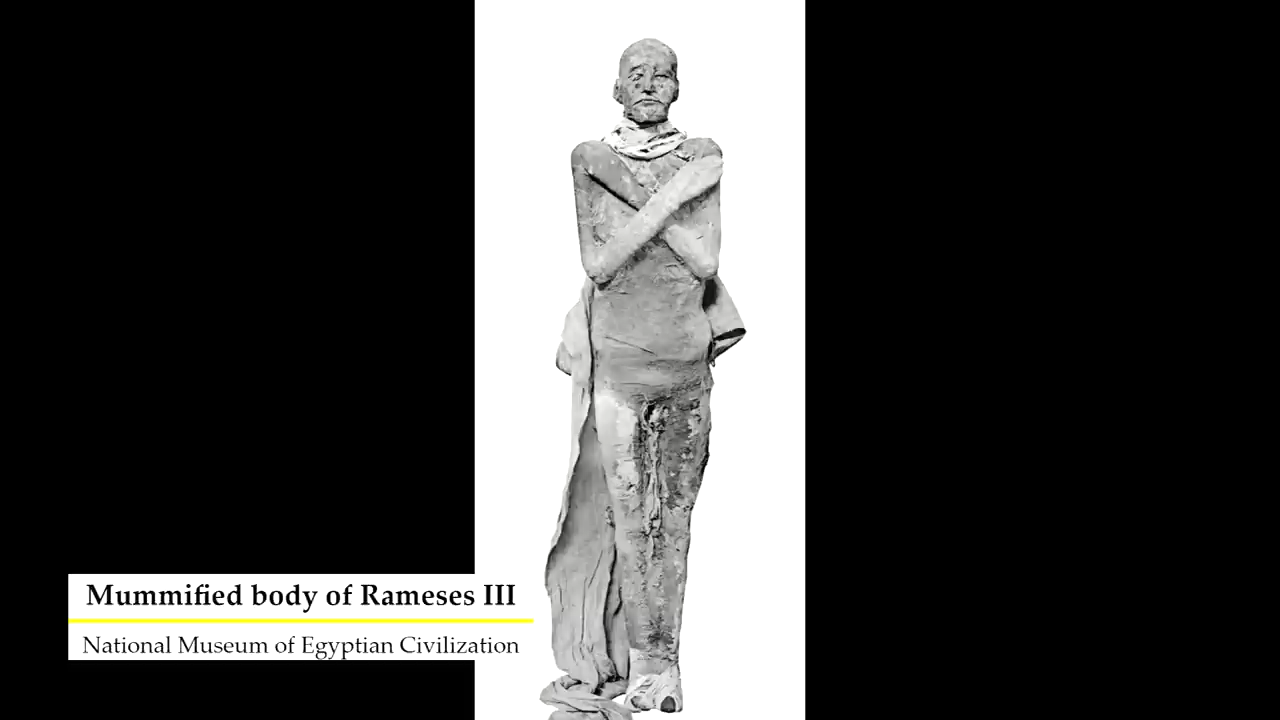 Mummified body of Rameses III
National Museum of Egyptian Civilization